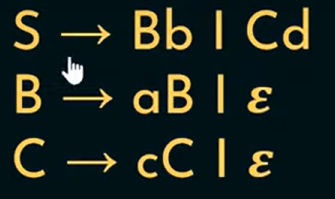 S → Bb | Cd
B → aB | ε
C → cC | ε